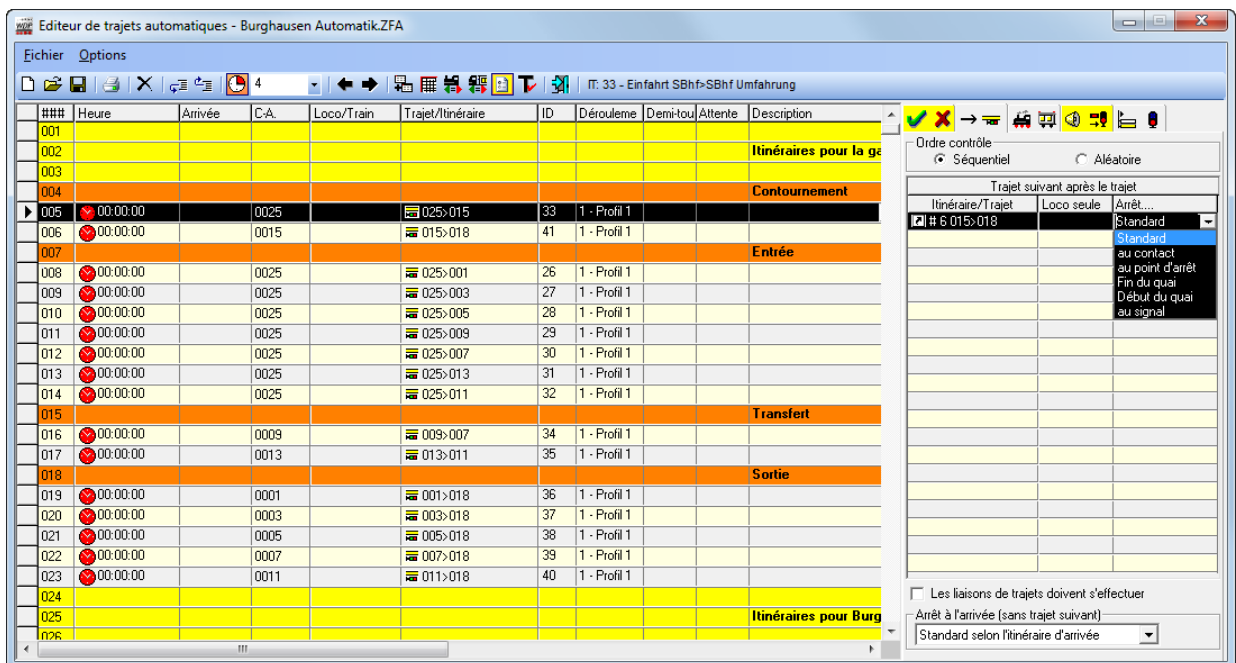 Editeur de trajets automatiques - Burghausen Automatik.ZFA
Fichier Options
4 IT: 33 - Einfahrt SBhf>SBhf Umfahrung
### Heure Arrivée C.A. Loco/Train Trajet/Itinéraire ID Dérouleme Demi-tou Attente Description
001
002 Itinéraires pour la ga
003
004 Contournement
005 00:00:00 0025 025>015 33 1 - Profil 1
006 00:00:00 0015 015>018 41 1 - Profil 1
007 Entrée
008 00:00:00 0025 025>001 26 1 - Profil 1
009 00:00:00 0025 025>003 27 1 - Profil 1
010 00:00:00 0025 025>005 28 1 - Profil 1
011 00:00:00 0025 025>009 29 1 - Profil 1
012 00:00:00 0025 025>007 30 1 - Profil 1
013 00:00:00 0025 025>013 31 1 - Profil 1
014 00:00:00 0025 025>011 32 1 - Profil 1
015 Transfert
016 00:00:00 0009 009>007 34 1 - Profil 1
017 00:00:00 0013 013>011 35 1 - Profil 1
018 Sortie
019 00:00:00 0001 001>018 36 1 - Profil 1
020 00:00:00 0003 003>018 37 1 - Profil 1
021 00:00:00 0005 005>018 38 1 - Profil 1
022 00:00:00 0007 007>018 39 1 - Profil 1
023 00:00:00 0011 011>018 40 1 - Profil 1
024
025 Itinéraires pour Burg
026
Ordre contrôle
Séquentiel Aléatoire
Trajet suivant après le trajet
Itinéraire/Trajet Loco seule Arrêt....
# 6 015>018 Standard
Standard
au contact
au point d'arrêt
Fin du quai
Début du quai
au signal
Les liaisons de trajets doivent s'effectuer
Arrêt à l'arrivée (sans trajet suivant)
Standard selon l'itinéraire d'arrivée